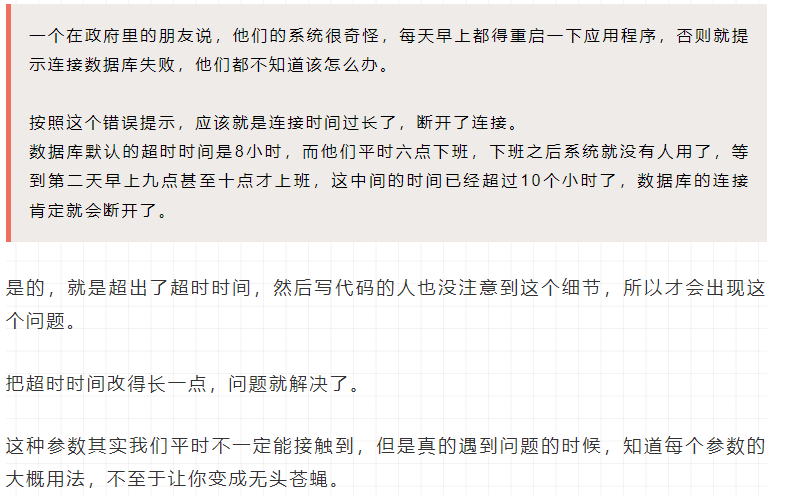 一个在政府里的朋友说，他们的系统很奇怪，每天早上都得重启一下应用程序，否则就提
示连接数据库失败，他们都不知道该怎么办。
按照这个错误提示，应该就是连接时间过长了，断开了连接。
数据库默认的超时时间是8小时，而他们平时六点下班，下班之后系统就没有人用了，等
到第二天早上九点甚至十点才上班，这中间的时间已经超过10个小时了，数据库的连接
肯定就会断开了。
是的，就是超出了超时时间，然后写代码的人也没注意到这个细节，所以才会出现这
个问题。
把超时时间改得长一点，问题就解决了。
这种参数其实我们平时不一定能接触到，但是真的遇到问题的时候，知道每个参数的
大概用法，不至于让你变成无头苍蝇。